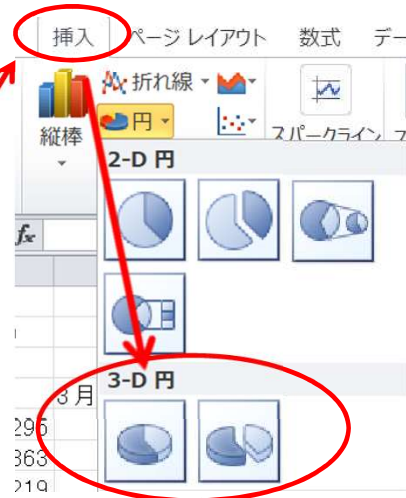 挿入 ページ レイアウト 数式 デー
折れ線
縦棒 円 スパークライン
2-D 円
fx
3-D 円
3月
295
363
219